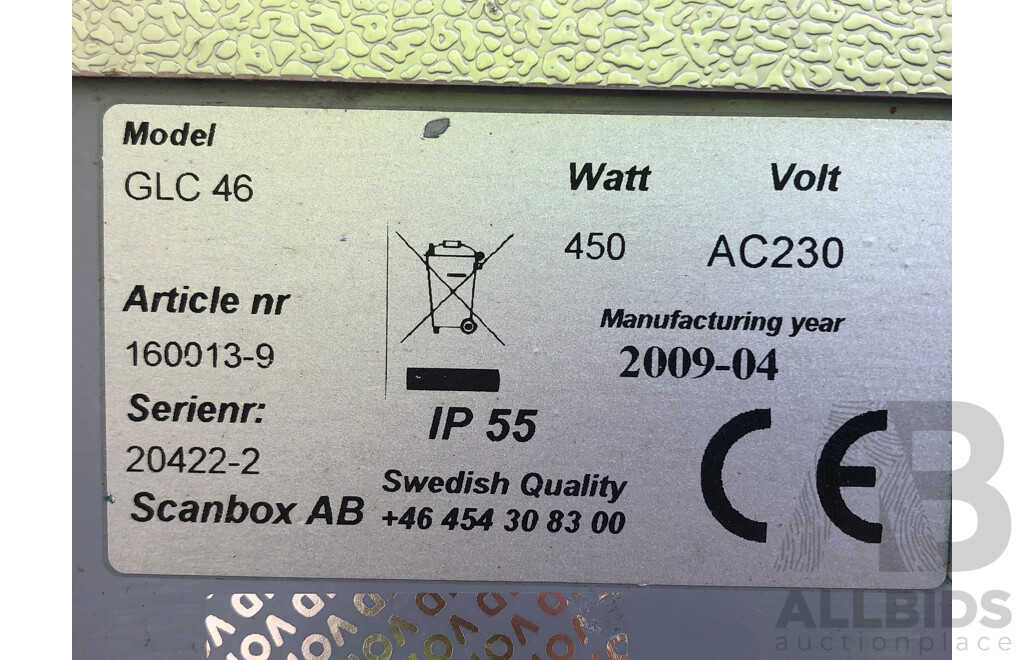 Model
GLC 46
Watt Volt
450 AC230
Article nr
160013-9
Manufacturing year
2009-04
Serienr:
20422-2
IP 55
Scanbox AB
Swedish Quality
+46 454 30 83 00
CE
AB
ALLBIDS
auctionplace